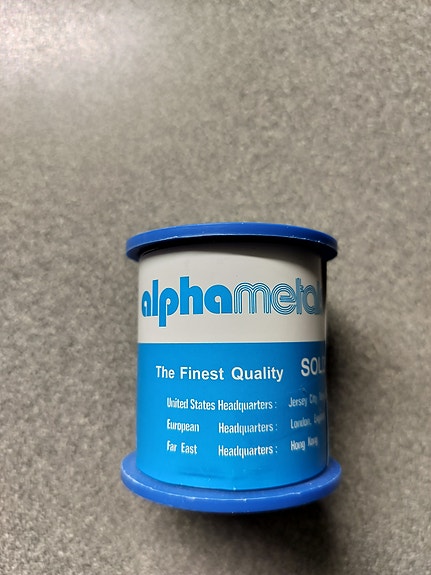 alphameta
The Finest Quality SOL
United States Headquarters : Jersey City,
European Headquarters : London,
Far East Headquarters : Hong Kong